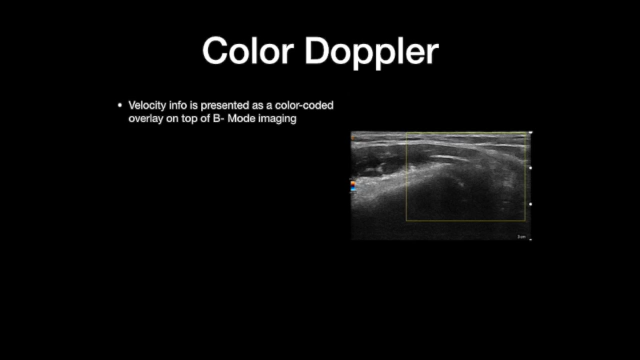 Color Doppler
• Velocity info is presented as a color-coded
overlay on top of B- Mode imaging